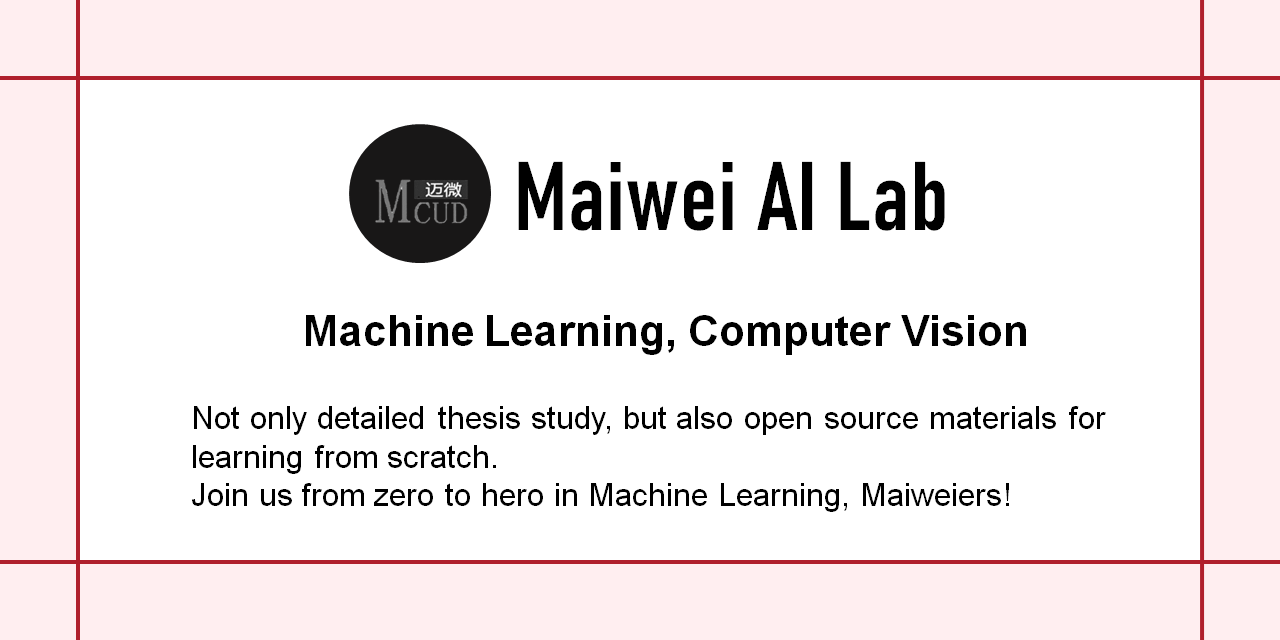 迈微
MCUD
Maiwei AI Lab
Machine Learning, Computer Vision
Not only detailed thesis study, but also open source materials for
learning from scratch.
Join us from zero to hero in Machine Learning, Maiweiers!